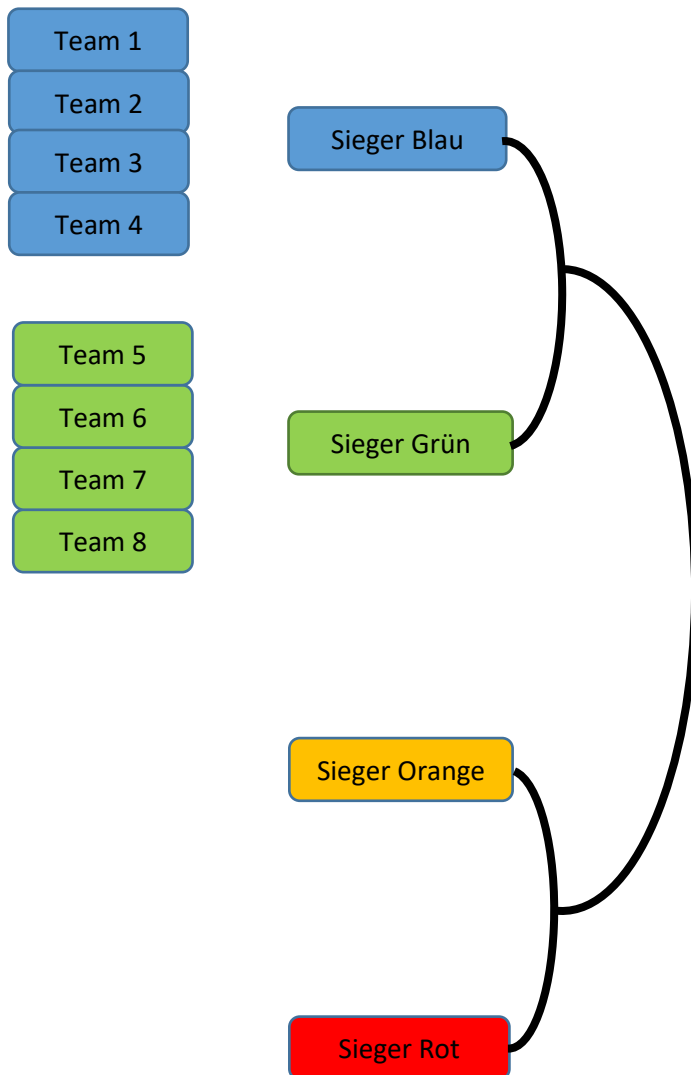 Team 1
Team 2
Team 3
Team 4
Sieger Blau
Team 5
Team 6
Team 7
Team 8
Sieger Grün
Sieger Orange
Sieger Rot